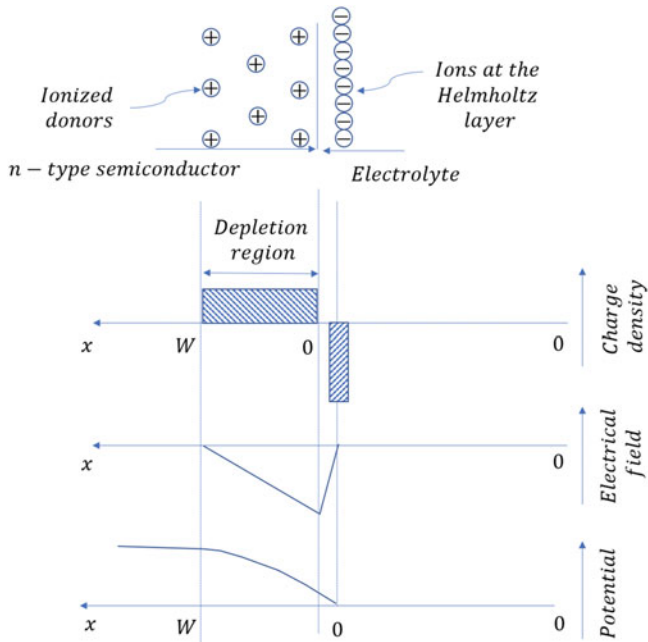 Ionized
donors
Ions at the
Helmholtz
layer
n − type semiconductor
Electrolyte
Depletion
region
x
W
0
0
Charge
density
x
0
Electrical
field
x
W
0
0
Potential